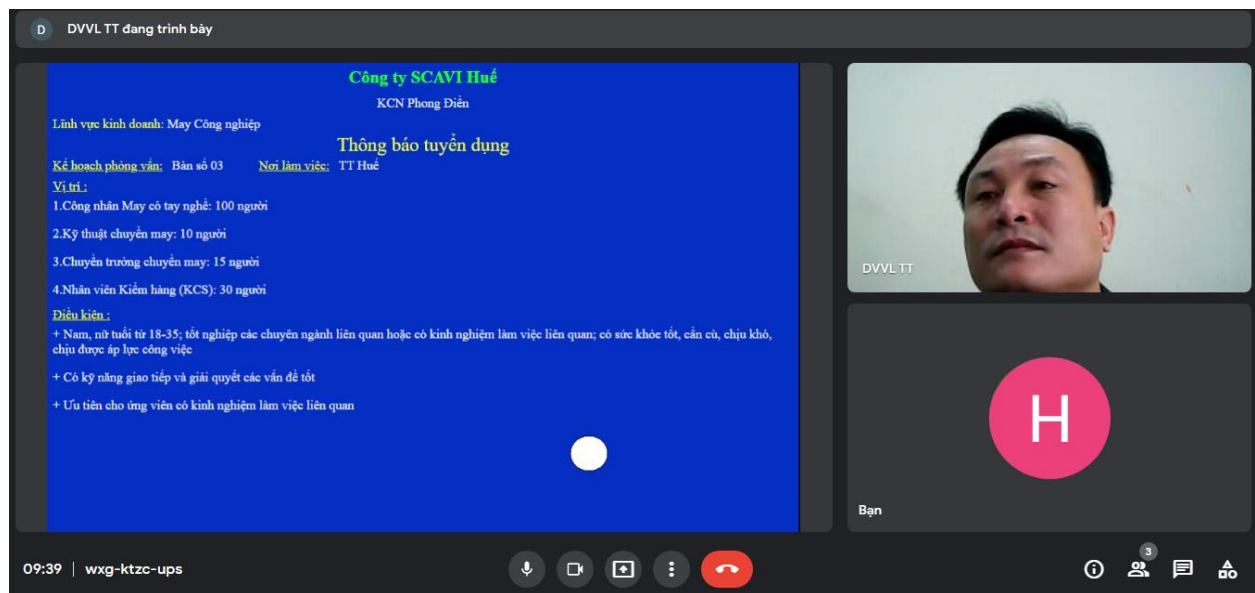 D DVVL TT đang trình bày
Công ty SCAVI Huế
KCN Phong Điền
Lĩnh vực kinh doanh: May Công nghiệp
Thông báo tuyển dụng
Kế hoạch phỏng vấn: Bàn số 03 Nơi làm việc: TT Huế
Vị trí :
1.Công nhân May có tay nghề: 100 người
2.Kỹ thuật chuyền may: 10 người
3.Chuyền trưởng chuyền may: 15 người
4.Nhân viên Kiểm hàng (KCS): 30 người
Điều kiện :
+ Nam, nữ tuổi từ 18-35; tốt nghiệp các chuyên ngành liên quan hoặc có kinh nghiệm làm việc liên quan; có sức khỏe tốt, cần cù, chịu khó,
chịu được áp lực công việc
+ Có kỹ năng giao tiếp và giải quyết các vấn đề tốt
+ Ưu tiên cho ứng viên có kinh nghiệm làm việc liên quan
DVVL TT
H
Bạn
09:39 | wxg-ktzc-ups
3